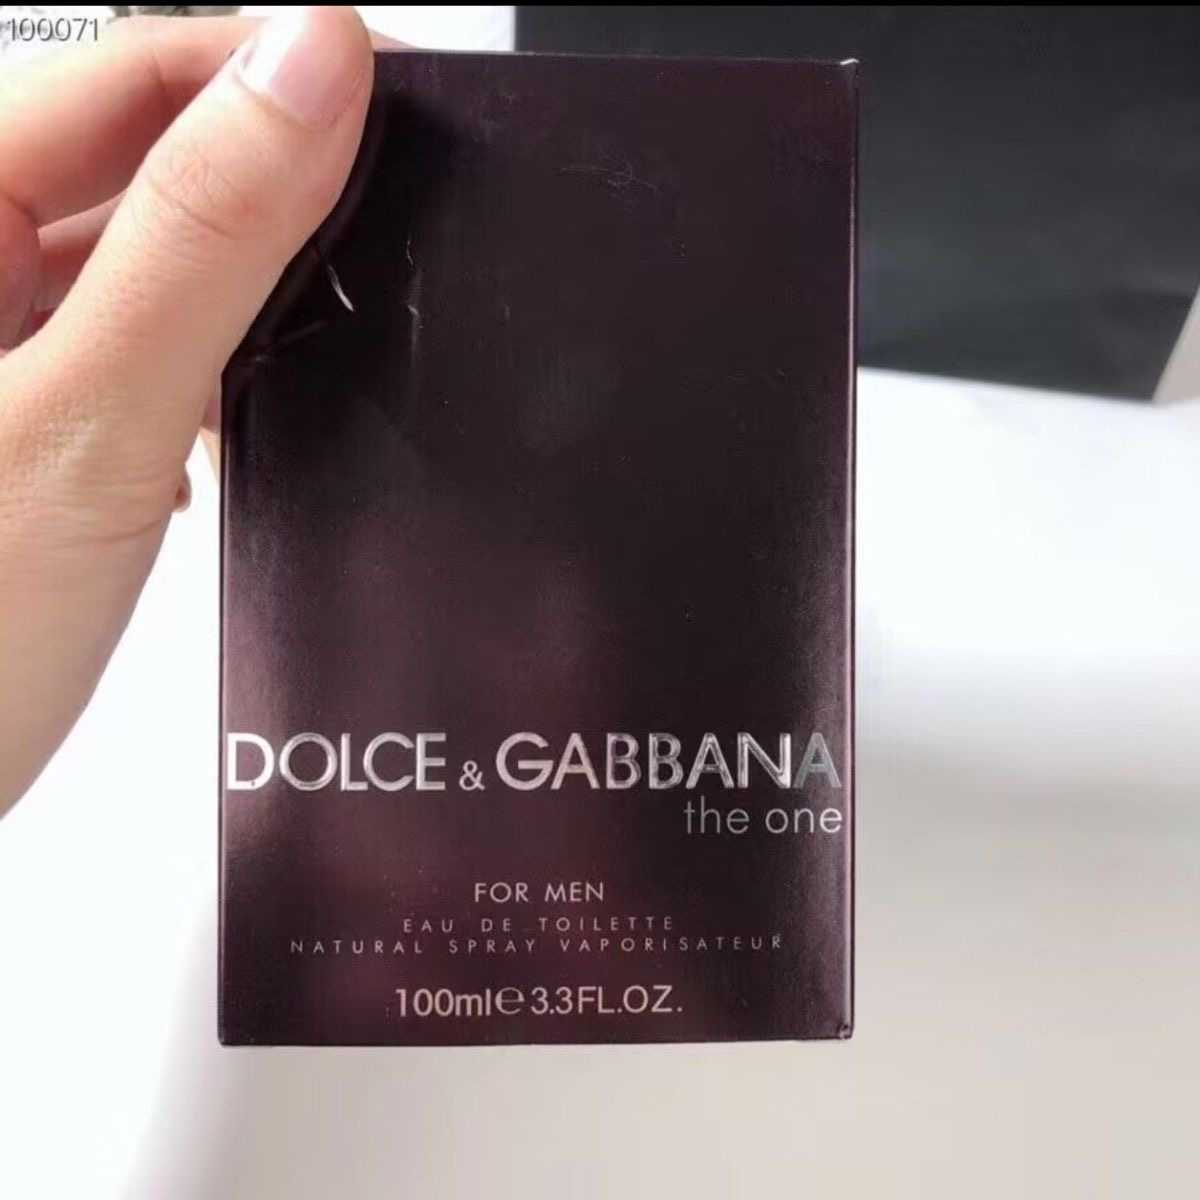 100071
DOLCE & GABBANA
the one
FOR MEN
EAU DE TOILETTE
NATURAL SPRAY VAPORISATEUR
100ml℮3.3FL.OZ.